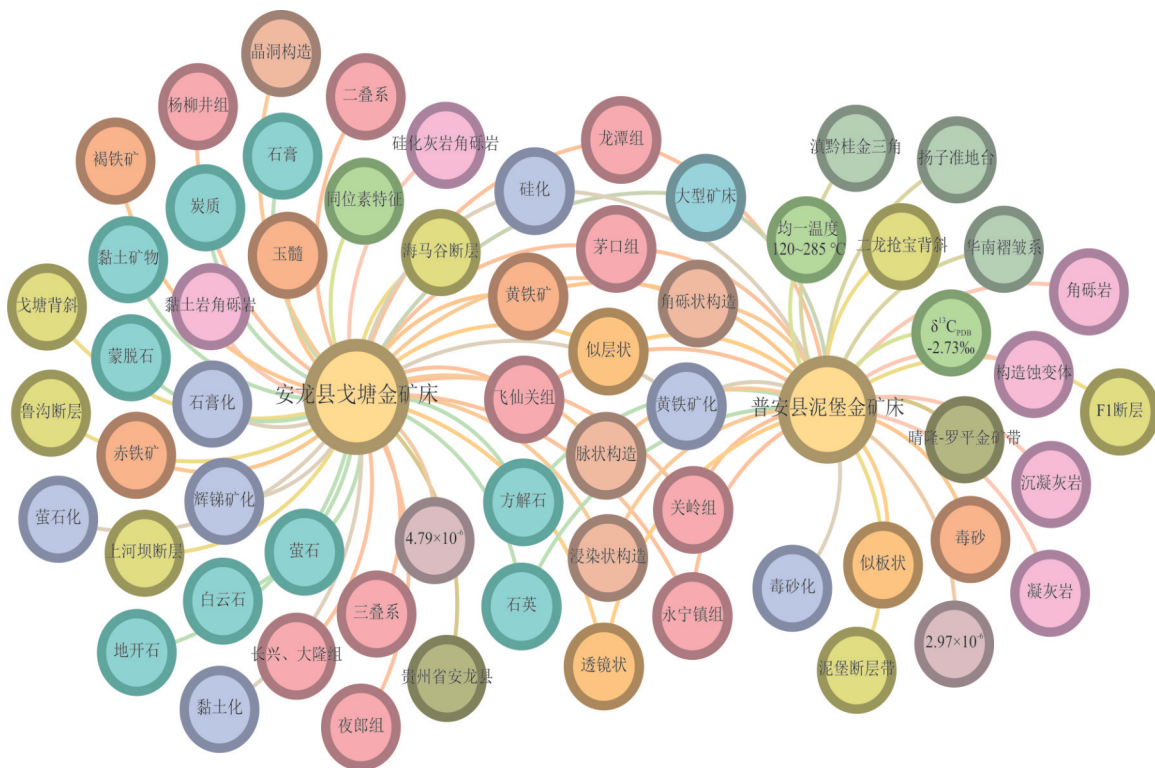 晶洞构造
二叠系
杨柳井组
硅化灰岩角砾岩
龙潭组
滇黔桂金三角
扬子准地台
褐铁矿
石膏
硅化
大型矿床
炭质
同位素特征
均一温度
120~285 ℃
二龙抢宝背斜
华南褶皱系
黏土矿物
玉髓
海马谷断层
茅口组
戈塘背斜
黏土岩角砾岩
黄铁矿
角砾状构造
角砾岩
δ¹³C_PDB
-2.73‰
蒙脱石
似层状
构造蚀变体
安龙县戈塘金矿床
普安县泥堡金矿床
鲁沟断层
石膏化
飞仙关组
黄铁矿化
F1断层
赤铁矿
脉状构造
晴隆-罗平金矿带
沉凝灰岩
辉锑矿化
方解石
关岭组
萤石化
4.79×10⁻⁶
浸染状构造
毒砂
上河坝断层
萤石
似板状
毒砂化
凝灰岩
白云石
石英
三叠系
永宁镇组
地开石
长兴、大隆组
2.97×10⁻⁶
贵州省安龙县
透镜状
泥堡断层带
黏土化
夜郎组